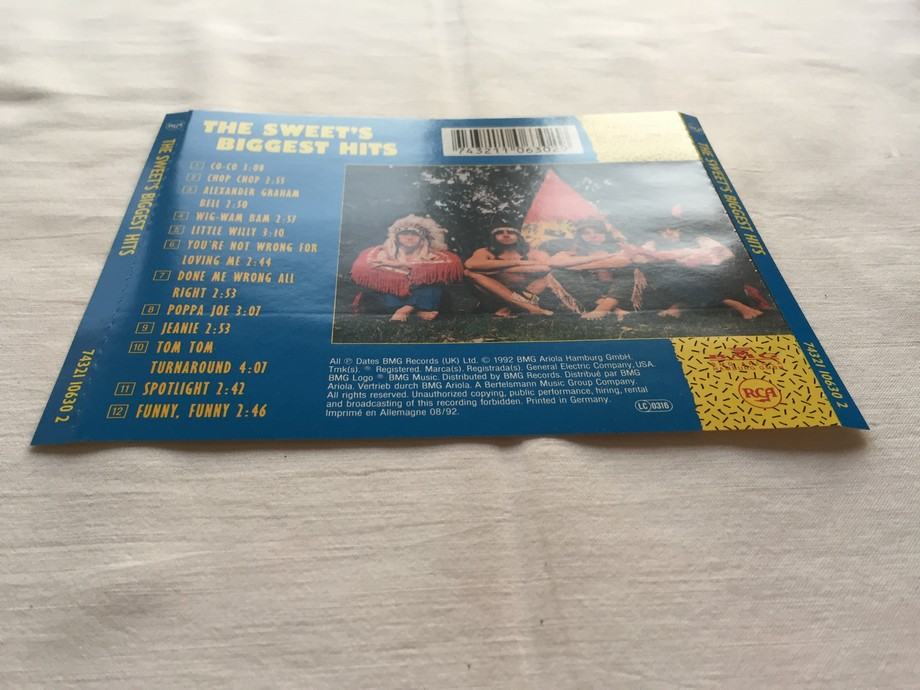 THE SWEET'S
BIGGEST HITS
1 CO-CO 3:08
2 CHOP CHOP 2:55
3 ALEXANDER GRAHAM
BELL 2:50
4 WIG-WAM BAM 2:57
5 LITTLE WILLY 3:10
6 YOU'RE NOT WRONG FOR
LOVING ME 2:44
7 DONE ME WRONG ALL
RIGHT 2:53
8 POPPA JOE 3:07
9 JEANIE 2:53
10 TOM TOM
TURNAROUND 4:07
11 SPOTLIGHT 2:42
12 FUNNY, FUNNY 2:46
All ℗ Dates BMG Records (UK) Ltd. © 1992 BMG Ariola Hamburg GmbH.
Trmk(s). ® Registered. Marca(s). Registrada(s). General Electric Company, USA.
BMG Logo ® BMG Music. Distributed by BMG Records. Distribué par BMG
Ariola. Vertrieb durch BMG Ariola. A Bertelsmann Music Group Company.
All rights reserved. Unauthorized copying, public performance, hiring, rental
and broadcasting of this recording forbidden. Printed in Germany.
Imprimé en Allemagne 08/92.
LC 0316
BMG
RCA
THE SWEET'S BIGGEST HITS
74321 10630 2
THE SWEET'S BIGGEST HITS
74321 10630 2